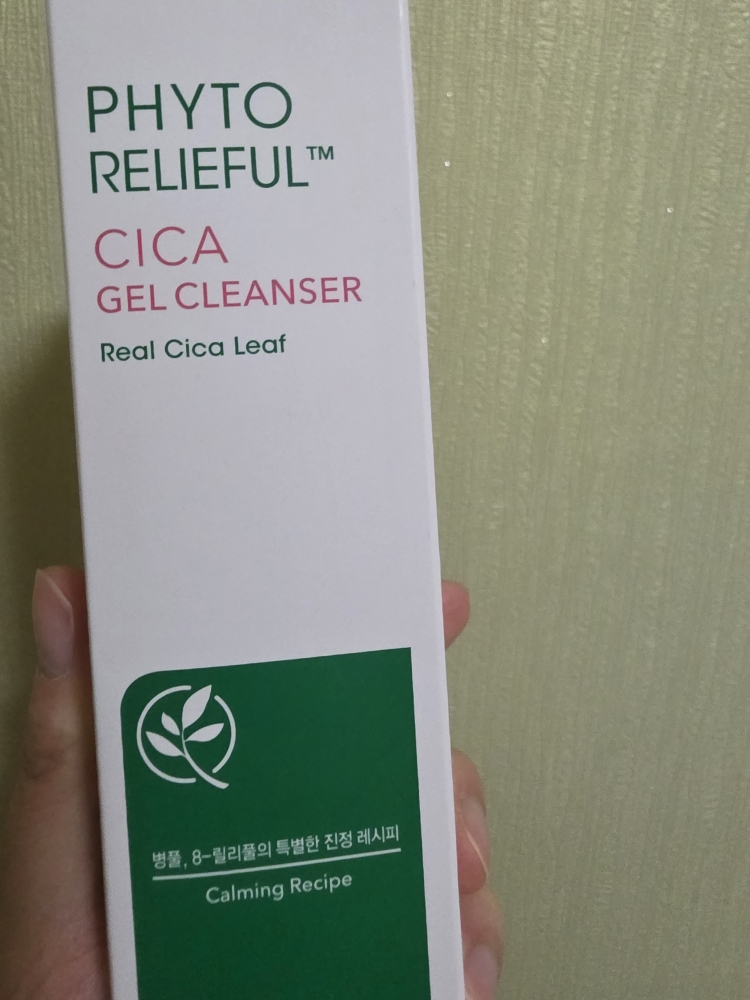 PHYTO
RELIEFUL™
CICA
GEL CLEANSER
Real Cica Leaf
병풀, 8-릴리풀의 특별한 진정 레시피
Calming Recipe